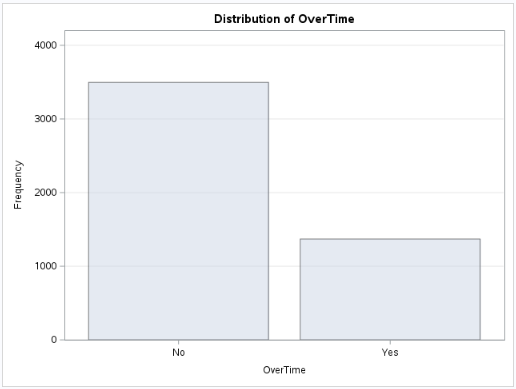 Distribution of OverTime
4000
3000
2000
1000
0
Frequency
No
Yes
OverTime